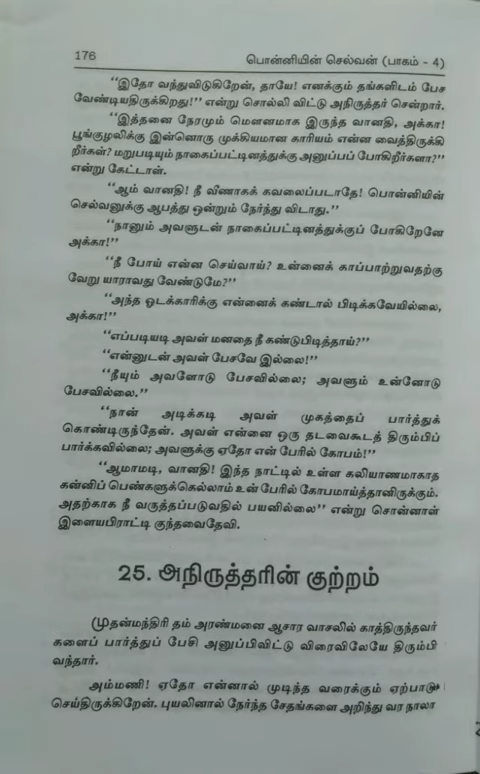 176 பொன்னியின் செல்வன் (பாகம் - 4)
“இதோ வந்துவிடுகிறேன், தாயே! எனக்கும் தங்களிடம் பேச
வேண்டியதிருக்கிறது!” என்று சொல்லி விட்டு அநிருத்தர் சென்றார்.
“இத்தனை நேரமும் மௌனமாக இருந்த வானதி, அக்கா!
பூங்குழலிக்கு இன்னொரு முக்கியமான காரியம் என்ன வைத்திருக்கி
றீர்கள்? மறுபடியும் நாகைப்பட்டினத்துக்கு அனுப்பப் போகிறீர்களா?”
என்று கேட்டாள்.
“ஆம் வானதி! நீ வீணாகக் கவலைப்படாதே! பொன்னியின்
செல்வனுக்கு ஆபத்து ஒன்றும் நேர்ந்து விடாது.”
“நானும் அவளுடன் நாகைப்பட்டினத்துக்குப் போகிறேனே
அக்கா!”
“நீ போய் என்ன செய்வாய்? உன்னைக் காப்பாற்றுவதற்கு
வேறு யாராவது வேண்டுமே?”
“அந்த ஓடக்காரிக்கு என்னைக் கண்டால் பிடிக்கவேயில்லை,
அக்கா!”
“எப்படியடி அவள் மனதை நீ கண்டுபிடித்தாய்?”
“என்னுடன் அவள் பேசவே இல்லை!”
“நீயும் அவளோடு பேசவில்லை; அவளும் உன்னோடு
பேசவில்லை.”
“நான் அடிக்கடி அவள் முகத்தைப் பார்த்துக்
கொண்டிருந்தேன். அவள் என்னை ஒரு தடவைகூடத் திரும்பிப்
பார்க்கவில்லை; அவளுக்கு ஏதோ என் பேரில் கோபம்!”
“ஆமாமடி, வானதி! இந்த நாட்டில் உள்ள கலியாணமாகாத
கன்னிப் பெண்களுக்கெல்லாம் உன் பேரில் கோபமாய்த்தானிருக்கும்.
அதற்காக நீ வருத்தப்படுவதில் பயனில்லை” என்று சொன்னாள்
இளையபிராட்டி குந்தவைதேவி.
25. அநிருத்தரின் குற்றம்
முதன்மந்திரி தம் அரண்மனை ஆசார வாசலில் காத்திருந்தவர்
களைப் பார்த்துப் பேசி அனுப்பிவிட்டு விரைவிலேயே திரும்பி
வந்தார்.
அம்மணி! ஏதோ என்னால் முடிந்த வரைக்கும் ஏற்பாடு
செய்திருக்கிறேன். புயலினால் நேர்ந்த சேதங்களை அறிந்து வர நாலா